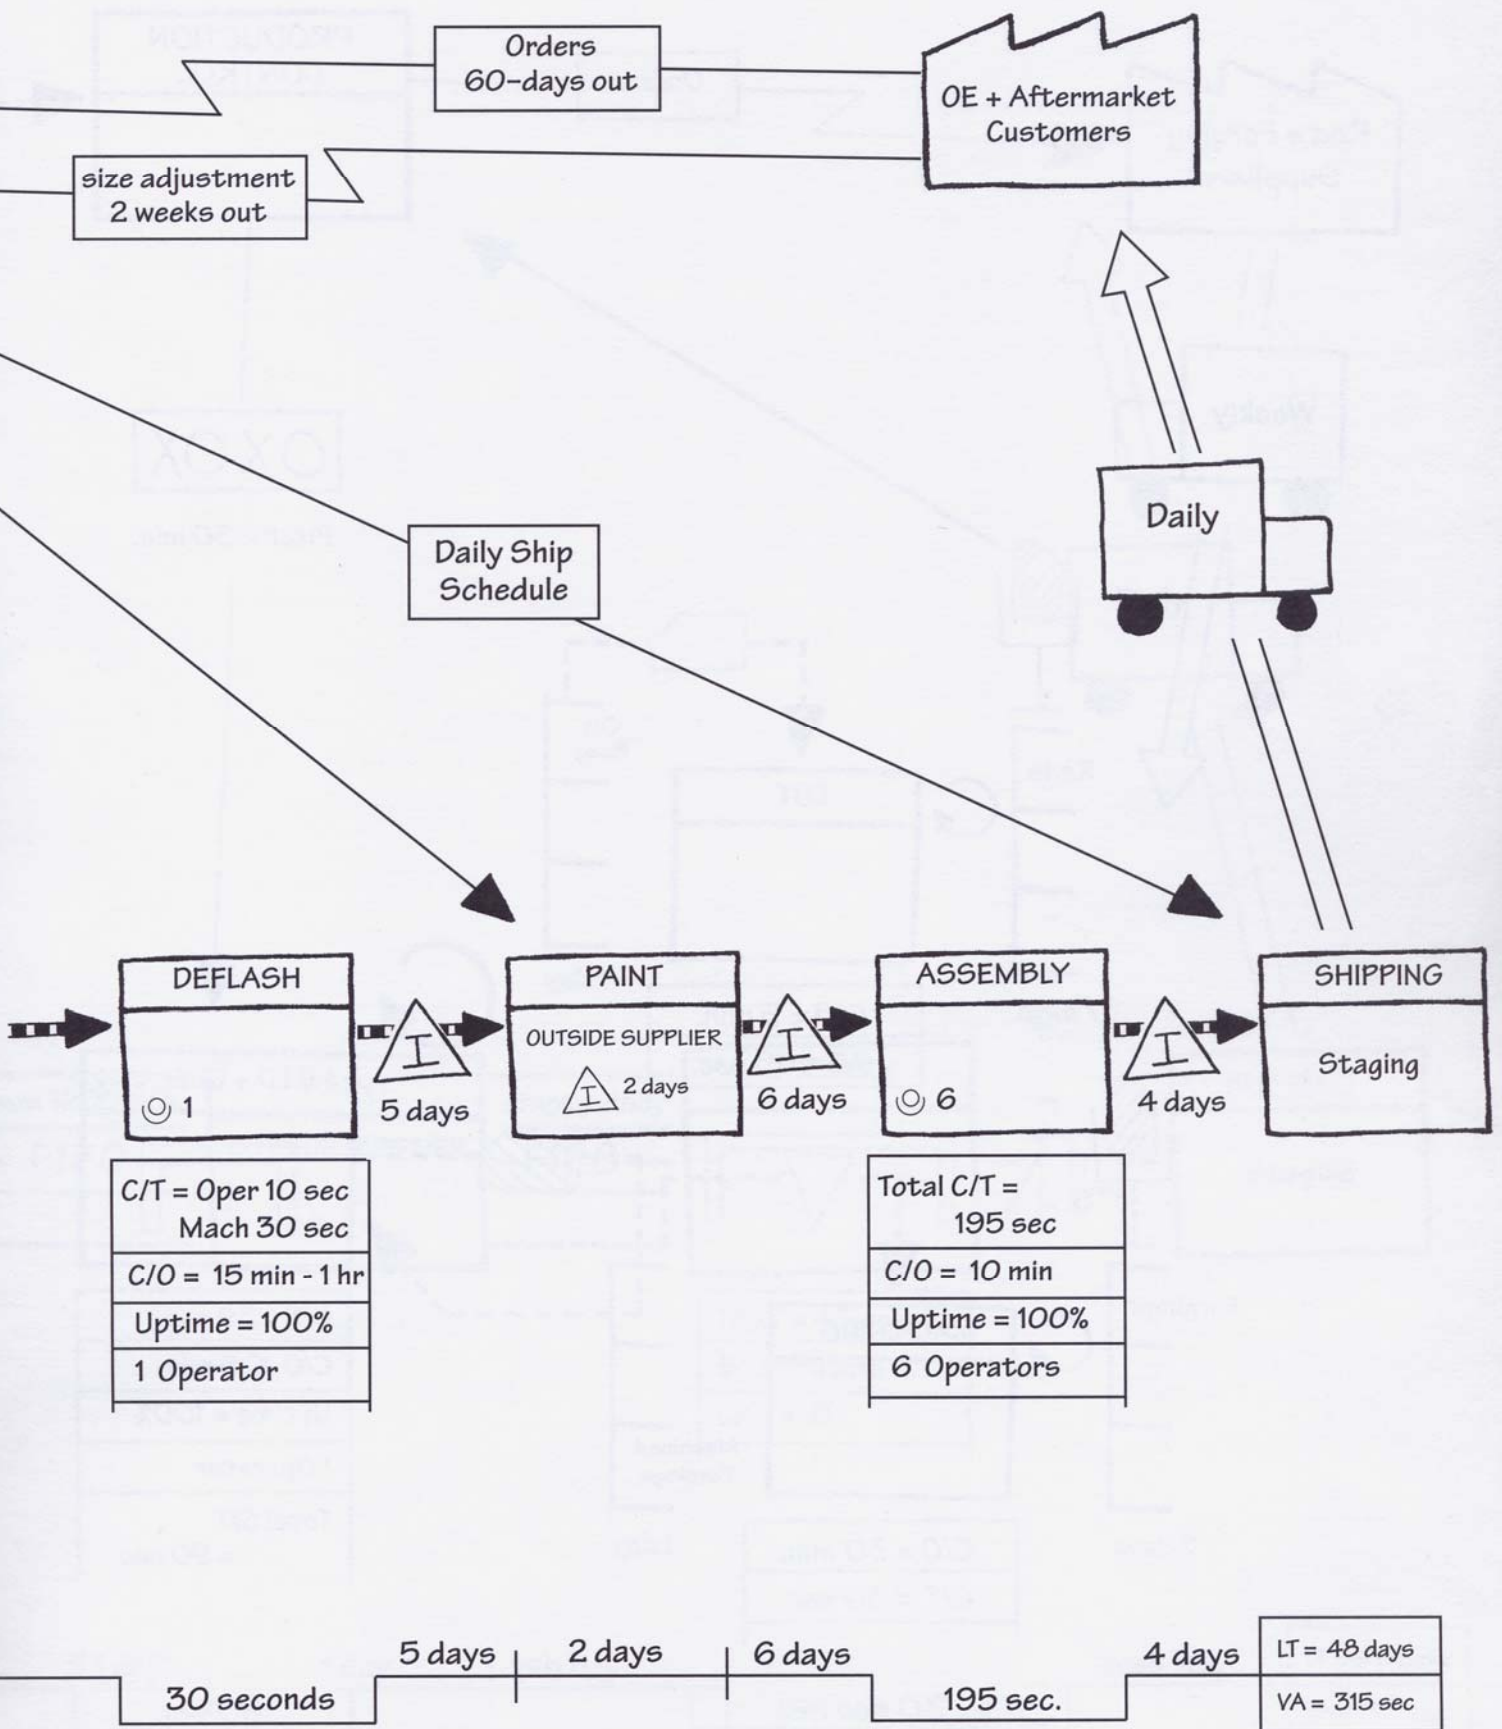 Orders
60-days out
OE + Aftermarket
Customers
size adjustment
2 weeks out
Daily
Daily Ship
Schedule
DEFLASH
1
I
5 days
PAINT
OUTSIDE SUPPLIER
I
2 days
I
6 days
ASSEMBLY
6
I
4 days
SHIPPING
Staging
C/T = Oper 10 sec
Mach 30 sec
C/O = 15 min - 1 hr
Uptime = 100%
1 Operator
Total C/T =
195 sec
C/O = 10 min
Uptime = 100%
6 Operators
30 seconds
5 days
2 days
6 days
195 sec.
4 days
LT = 48 days
VA = 315 sec